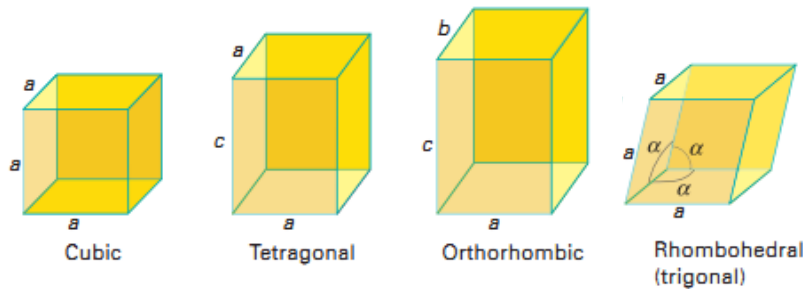 a
a
a
Cubic
a
c
a
Tetragonal
b
c
a
Orthorhombic
a
a
α
α
α
a
Rhombohedral
(trigonal)